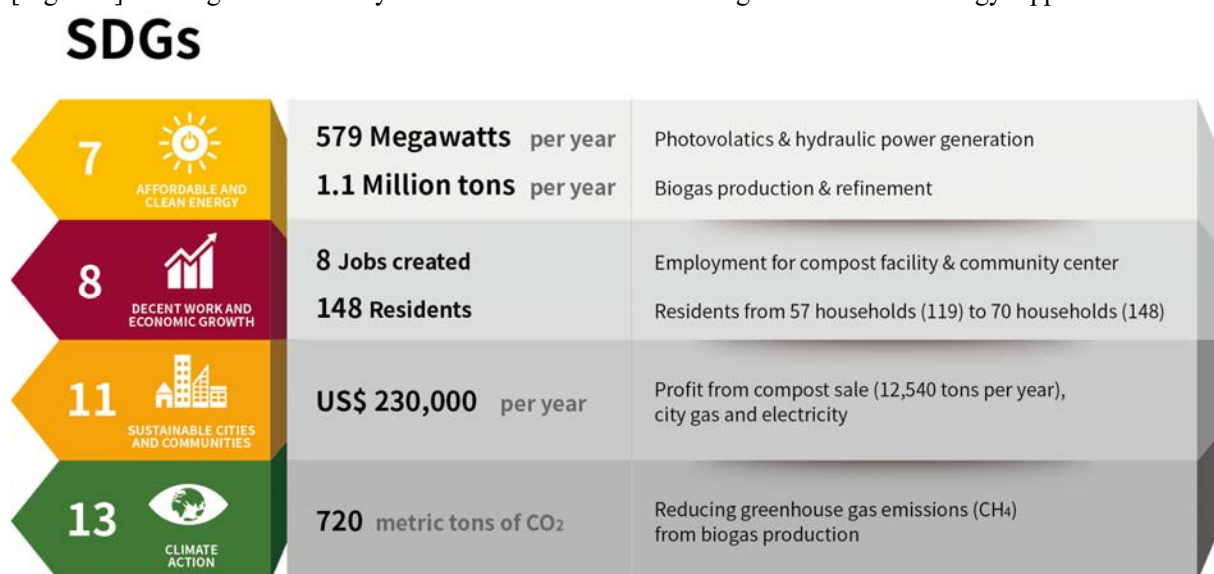 SDGs
7
AFFORDABLE AND
CLEAN ENERGY
579 Megawatts per year
Photovolatics & hydraulic power generation
1.1 Million tons per year
Biogas production & refinement
8
DECENT WORK AND
ECONOMIC GROWTH
8 Jobs created
Employment for compost facility & community center
148 Residents
Residents from 57 households (119) to 70 households (148)
11
SUSTAINABLE CITIES
AND COMMUNITIES
US$ 230,000 per year
Profit from compost sale (12,540 tons per year),
city gas and electricity
13
CLIMATE
ACTION
720 metric tons of CO₂
Reducing greenhouse gas emissions (CH₄)
from biogas production